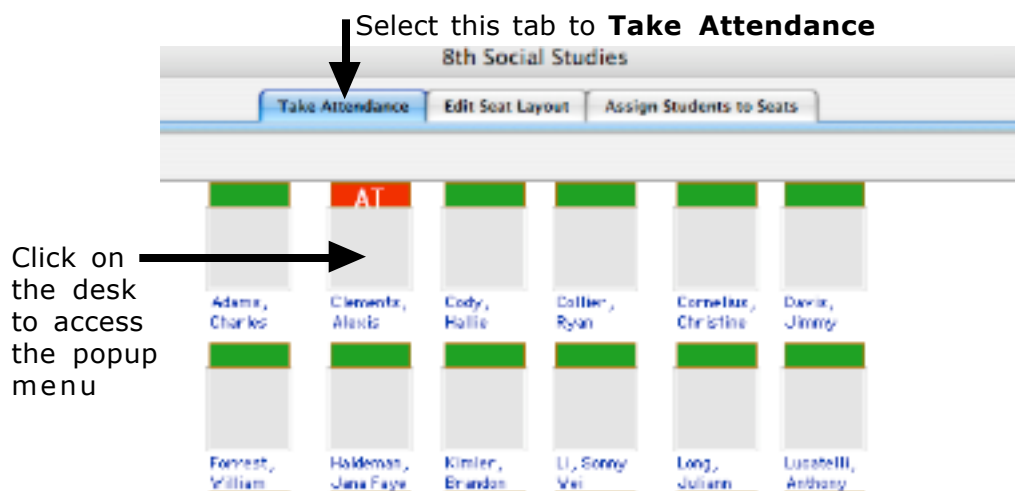 Select this tab to Take Attendance
8th Social Studies
Take Attendance Edit Seat Layout Assign Students to Seats
AT
Click on
the desk
to access
the popup
menu
Adams, Clements, Cody, Collier, Cornelius, Davis,
Charles Alexis Hallie Ryan Christine Jimmy
Forrest, Haldeman, Kimler, Li, Sonny Long, Lucatelli,
William Jana Faye Brandon Wei Juliann Anthony